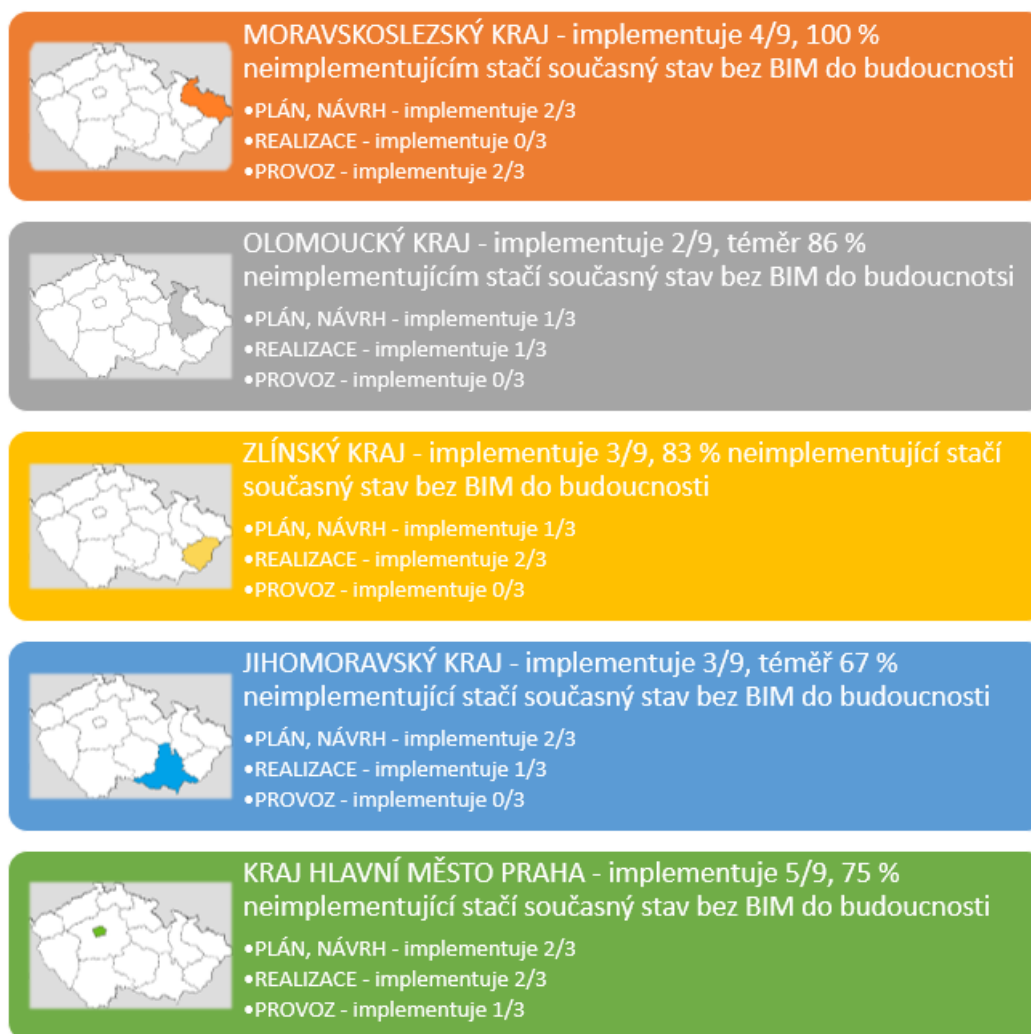 MORAVSKOSLEZSKÝ KRAJ - implementuje 4/9, 100 %
neimplementujícím stačí současný stav bez BIM do budoucnosti
•PLÁN, NÁVRH - implementuje 2/3
•REALIZACE - implementuje 0/3
•PROVOZ - implementuje 2/3
OLOMOUCKÝ KRAJ - implementuje 2/9, téměr 86 %
neimplementujícím stačí současný stav bez BIM do budoucnotsi
•PLÁN, NÁVRH - implementuje 1/3
•REALIZACE - implementuje 1/3
•PROVOZ - implementuje 0/3
ZLÍNSKÝ KRAJ - implementuje 3/9, 83 % neimplementující stačí
současný stav bez BIM do budoucnosti
•PLÁN, NÁVRH - implementuje 1/3
•REALIZACE - implementuje 2/3
•PROVOZ - implementuje 0/3
JIHOMORAVSKÝ KRAJ - implementuje 3/9, téměř 67 %
neimplementující stačí současný stav bez BIM do budoucnosti
•PLÁN, NÁVRH - implementuje 2/3
•REALIZACE - implementuje 1/3
•PROVOZ - implementuje 0/3
KRAJ HLAVNÍ MĚSTO PRAHA - implementuje 5/9, 75 %
neimplementující stačí současný stav bez BIM do budoucnosti
•PLÁN, NÁVRH - implementuje 2/3
•REALIZACE - implementuje 2/3
•PROVOZ - implementuje 1/3